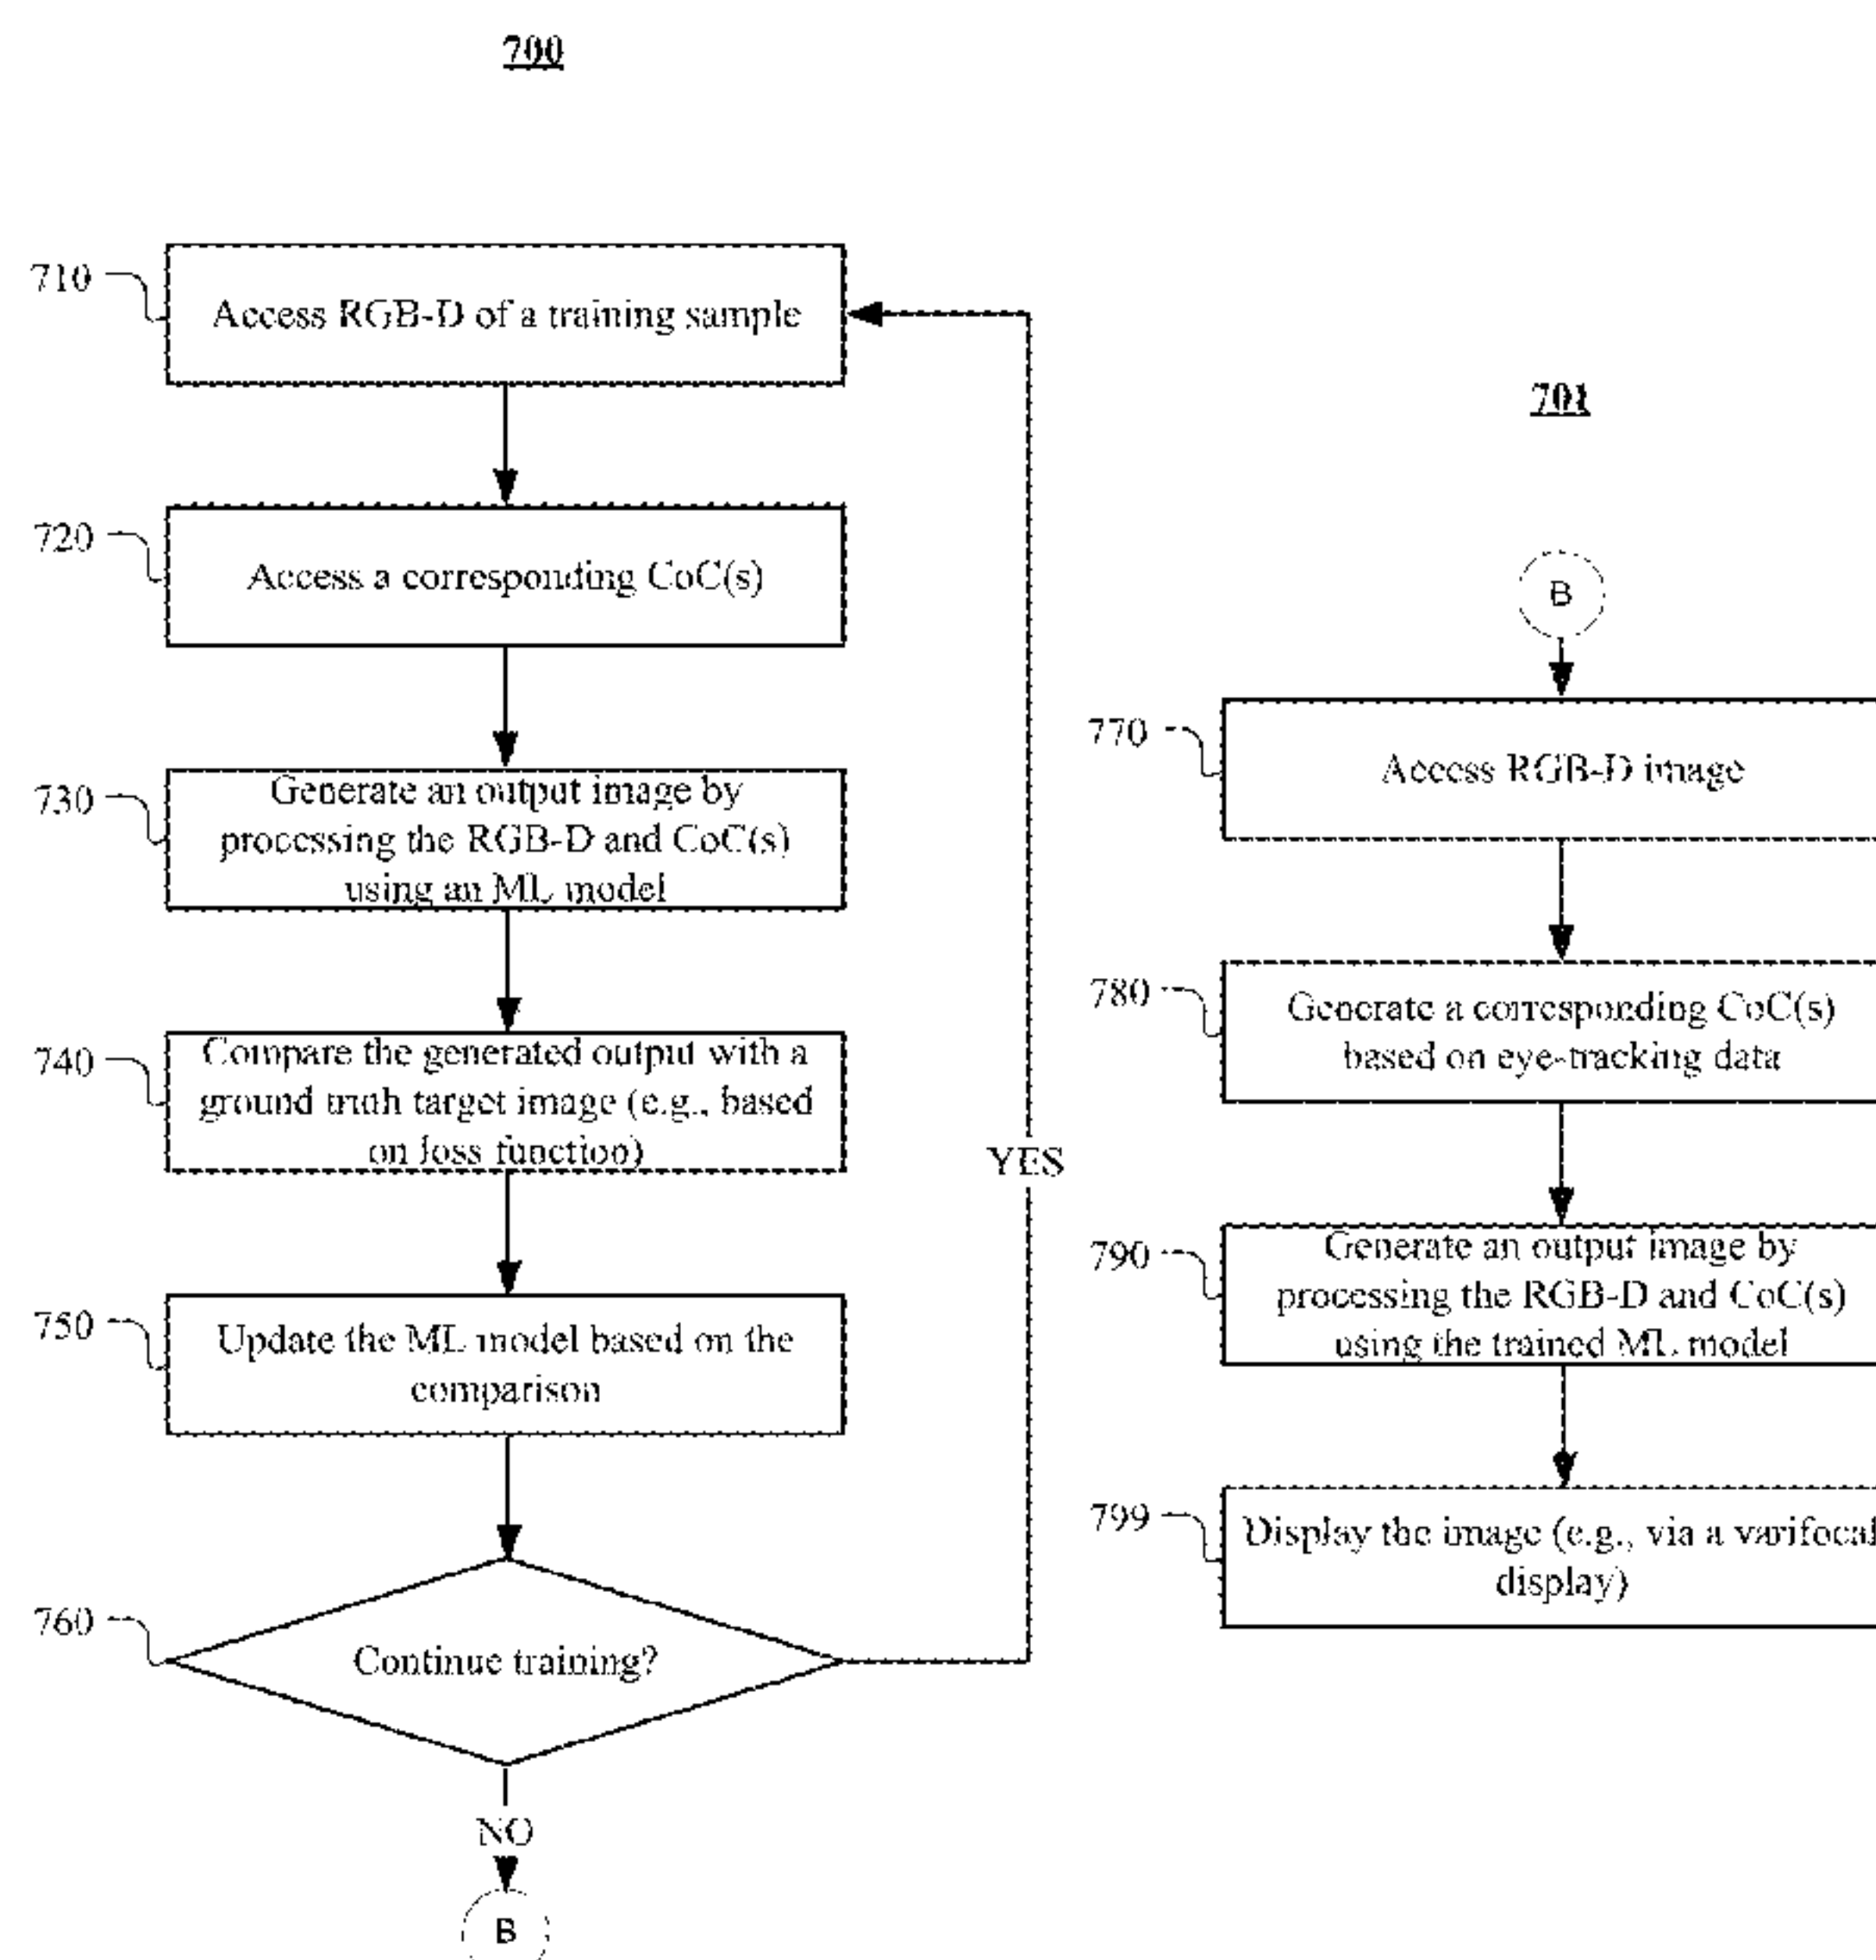 700
710
Access RGB-D of a training sample
720
Access a corresponding CoC(s)
730
Generate an output image by
processing the RGB-D and CoC(s)
using an ML model
740
Compare the generated output with a
ground truth target image (e.g., based
on loss function)
750
Update the ML model based on the
comparison
760
Continue training?
YES
NO
B
701
B
770
Access RGB-D image
780
Generate a corresponding CoC(s)
based on eye-tracking data
790
Generate an output image by
processing the RGB-D and CoC(s)
using the trained ML model
799
Display the image (e.g., via a varifocal
display)